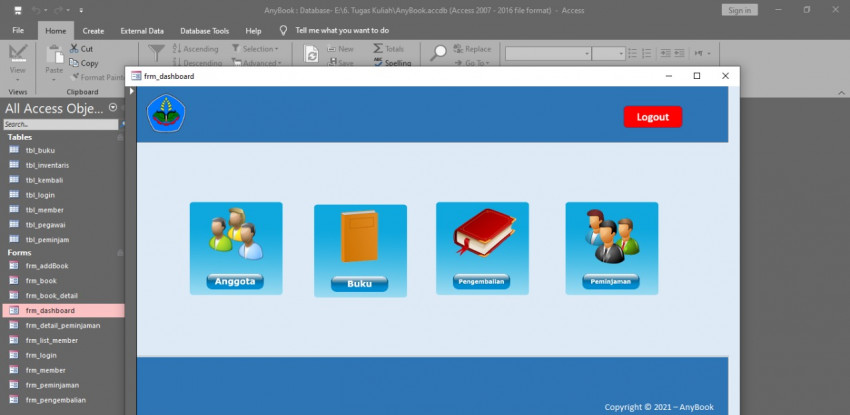 AnyBook : Database- E:\6. Tugas Kuliah\AnyBook.accdb (Access 2007 - 2016 file format) - Access
Sign in
File
Home
Create
External Data
Database Tools
Help
Tell me what you want to do
View
Views
Paste
Cut
Copy
Format Painter
Clipboard
Ascending
Descending
Selection
Advanced
New
Save
Totals
Spelling
Replace
Go To
frm_dashboard
Logout
All Access Obje...
Search...
Tables
tbl_buku
tbl_inventaris
tbl_kembali
tbl_login
tbl_member
tbl_pegawai
tbl_peminjam
Forms
frm_addBook
frm_book
frm_book_detail
frm_dashboard
frm_detail_peminjaman
frm_list_member
frm_login
frm_member
frm_peminjaman
frm_pengembalian
Anggota
Buku
Pengembalian
Peminjaman
Copyright © 2021 – AnyBook